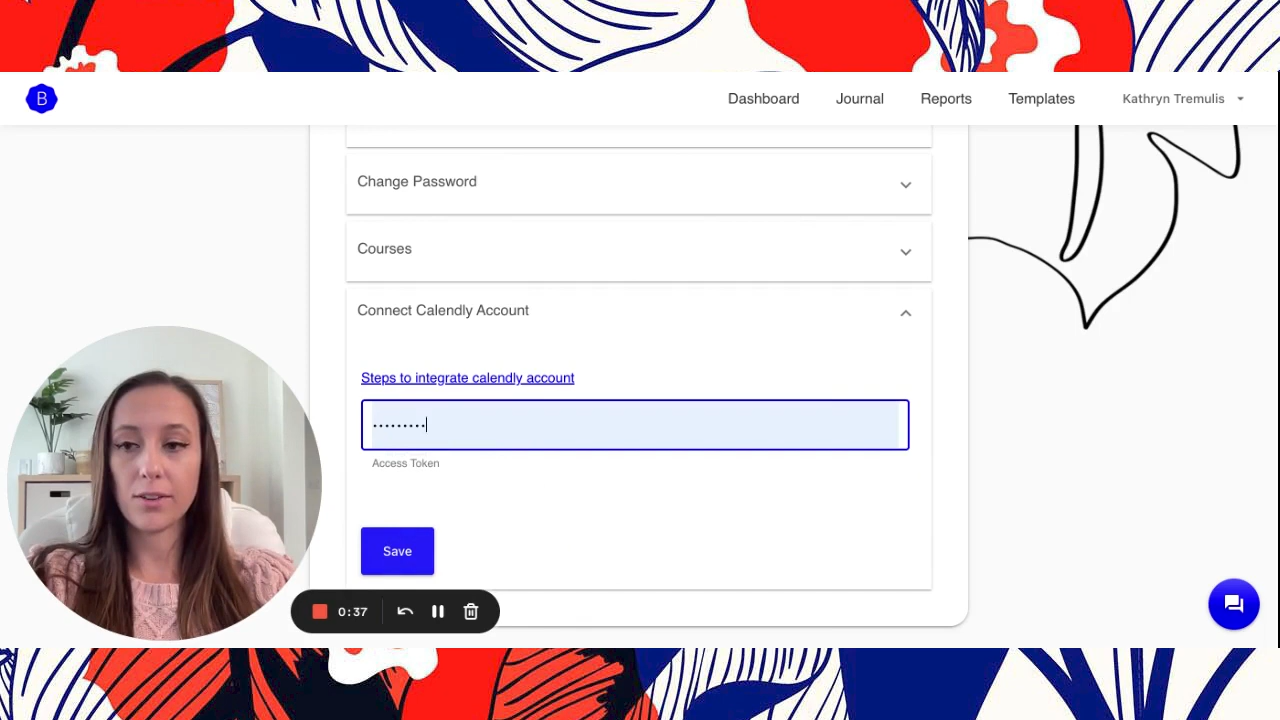 B
Dashboard
Journal
Reports
Templates
Kathryn Tremulis
Change Password
Courses
Connect Calendly Account
Steps to integrate calendly account
•••••••••
Access Token
Save
0:37